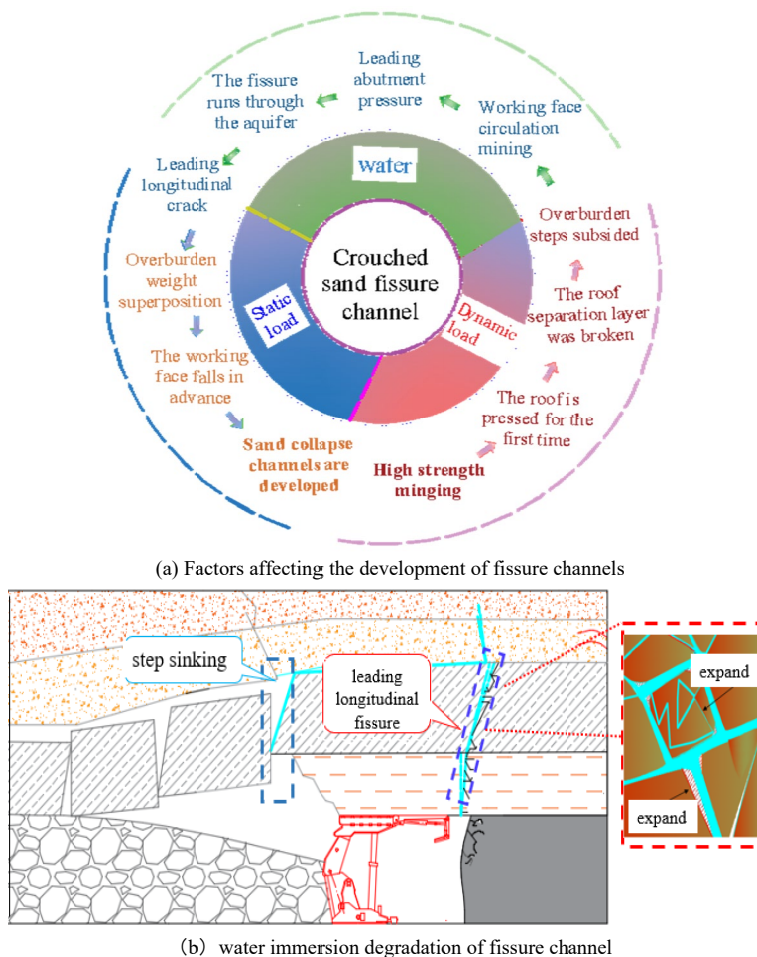 Leading
abutment
pressure
The fissure
runs through
the aquifer
Working face
circulation
mining
Leading
longitudinal
crack
water
Overburden
steps subsided
Crouched
sand fissure
channel
Overburden
weight
superposition
Static
load
Dynamic
load
The roof
separation layer
was broken
The working
face falls in
advance
The roof is
pressed for the
first time
Sand collapse
channels are
developed
High strength
minging
(a) Factors affecting the development of fissure channels
step sinking
leading
longitudinal
fissure
expand
expand
（b）water immersion degradation of fissure channel